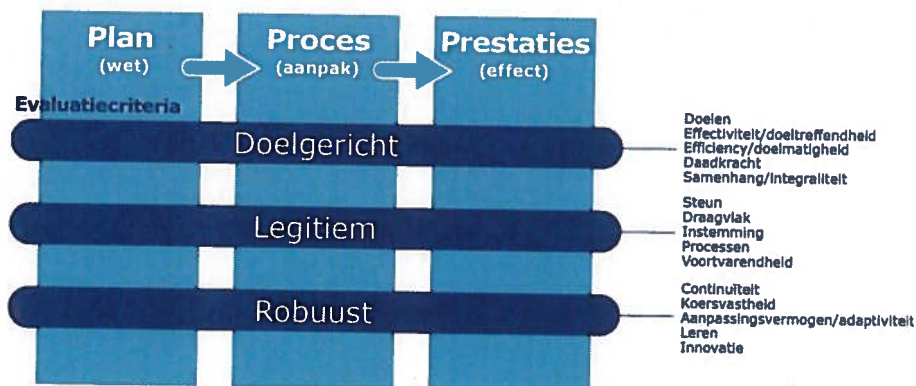 Plan
(wet)
Proces
(aanpak)
Prestaties
(effect)
Evaluatiecriteria
Doelgericht
Doelen
Effectiviteit/doeltreffendheid
Efficiency/doelmatigheid
Daadkracht
Samenhang/integraliteit
Legitiem
Steun
Draagvlak
Instemming
Processen
Voortvarendheid
Robuust
Continuïteit
Koersvastheid
Aanpassingsvermogen/adaptiviteit
Leren
Innovatie